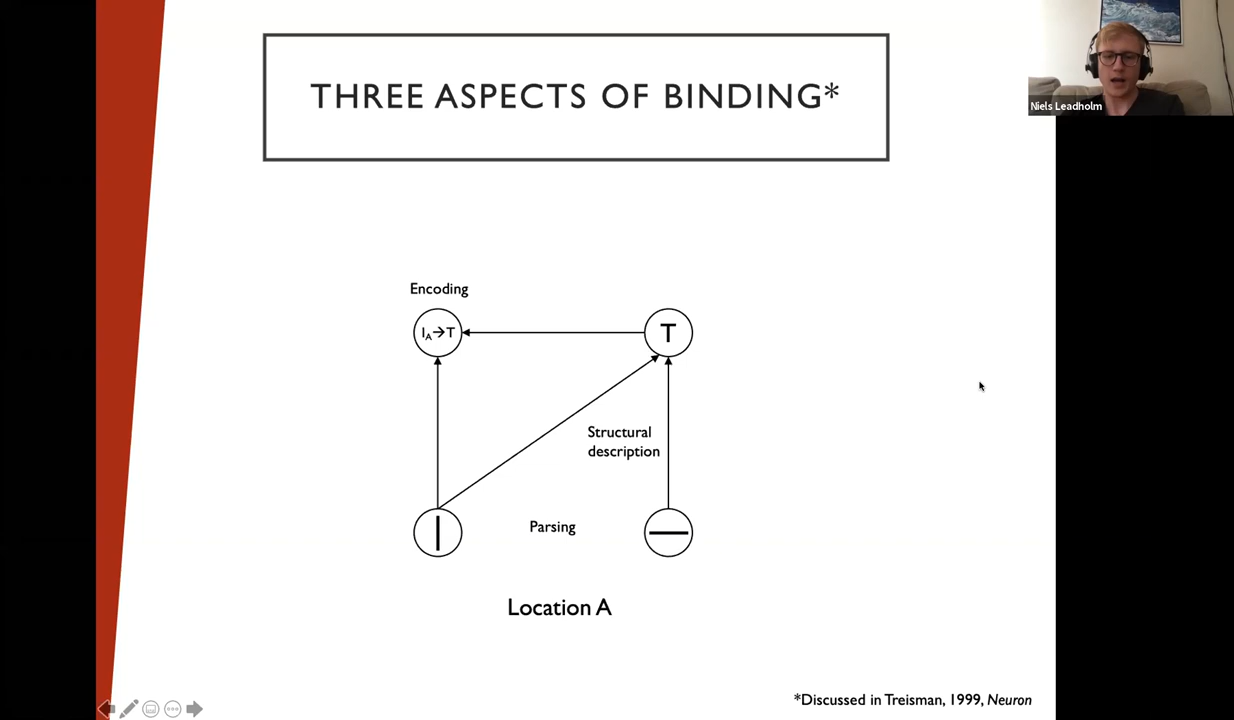 THREE ASPECTS OF BINDING*
Niels Leadholm
Encoding
I_A→T
T
Structural
description
Parsing
Location A
*Discussed in Treisman, 1999, Neuron